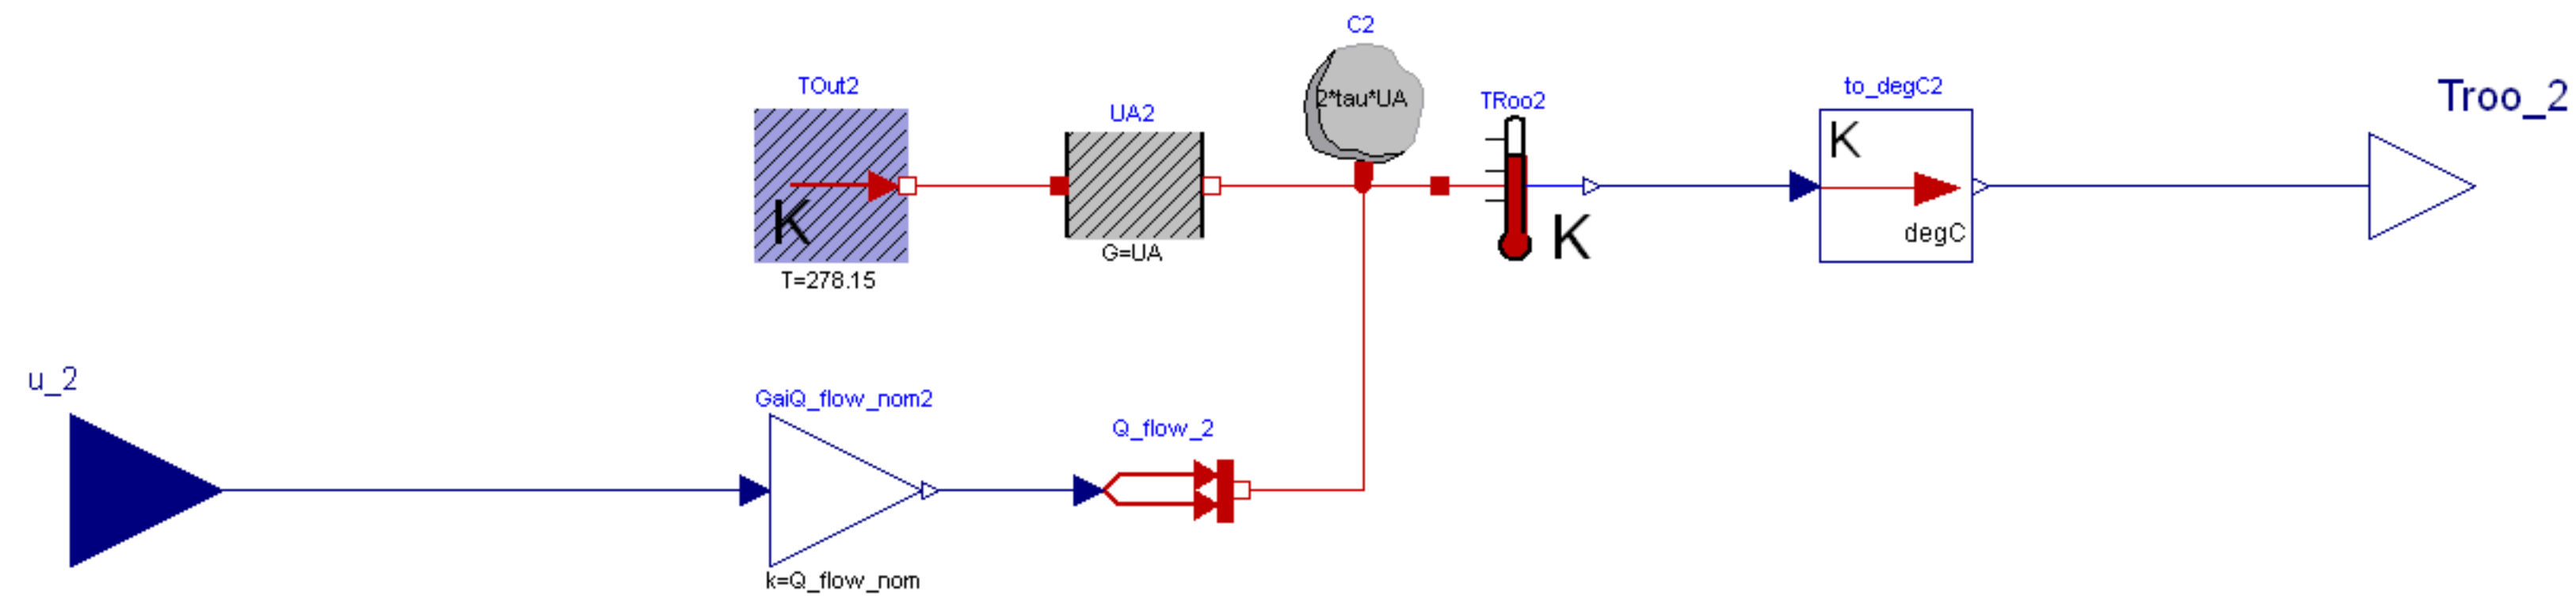 C2
TOut2
UA2
2*tau*UA
TRoo2
to_degC2
Troo_2
K
K
K
degC
G=UA
T=278.15
u_2
GaiQ_flow_nom2
Q_flow_2
k=Q_flow_nom